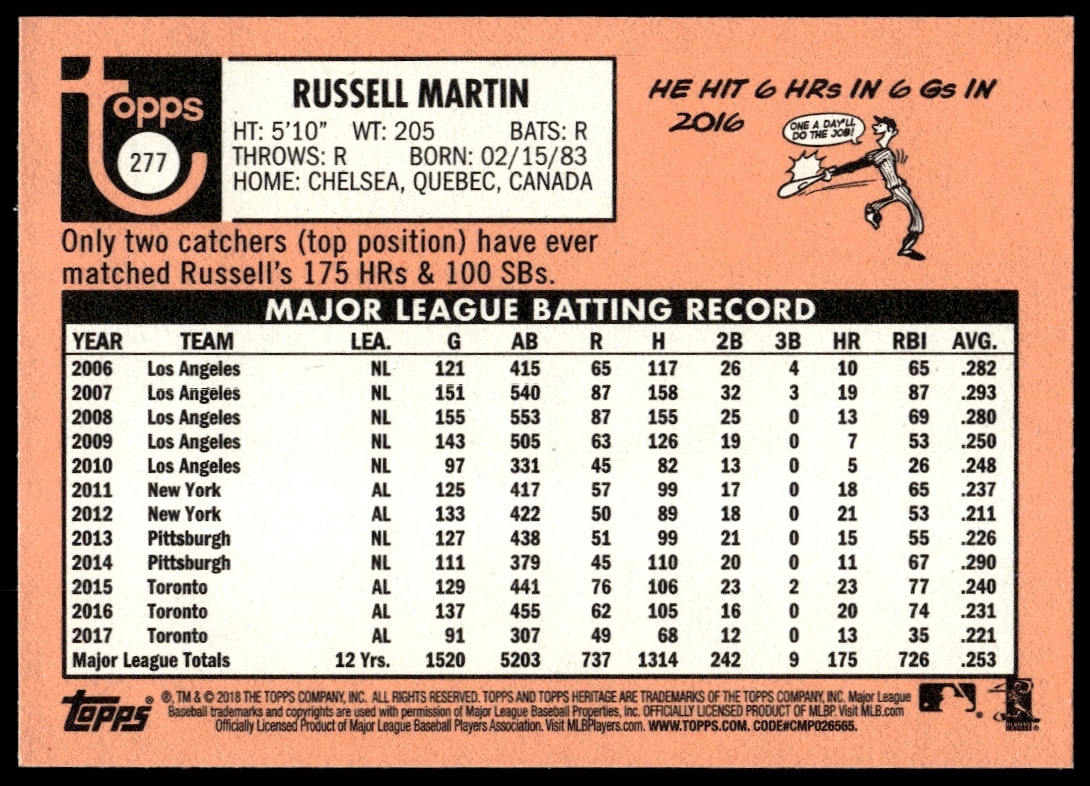 topps
277
RUSSELL MARTIN
HT: 5'10" WT: 205 BATS: R
THROWS: R BORN: 02/15/83
HOME: CHELSEA, QUEBEC, CANADA
HE HIT 6 HRs IN 6 Gs IN
2016
ONE A DAY'LL
DO THE JOB!
Only two catchers (top position) have ever
matched Russell's 175 HRs & 100 SBs.
MAJOR LEAGUE BATTING RECORD
YEAR TEAM LEA. G AB R H 2B 3B HR RBI AVG.
2006 Los Angeles NL 121 415 65 117 26 4 10 65 .282
2007 Los Angeles NL 151 540 87 158 32 3 19 87 .293
2008 Los Angeles NL 155 553 87 155 25 0 13 69 .280
2009 Los Angeles NL 143 505 63 126 19 0 7 53 .250
2010 Los Angeles NL 97 331 45 82 13 0 5 26 .248
2011 New York AL 125 417 57 99 17 0 18 65 .237
2012 New York AL 133 422 50 89 18 0 21 53 .211
2013 Pittsburgh NL 127 438 51 99 21 0 15 55 .226
2014 Pittsburgh NL 111 379 45 110 20 0 11 67 .290
2015 Toronto AL 129 441 76 106 23 2 23 77 .240
2016 Toronto AL 137 455 62 105 16 0 20 74 .231
2017 Toronto AL 91 307 49 68 12 0 13 35 .221
Major League Totals 12 Yrs. 1520 5203 737 1314 242 9 175 726 .253
topps
®, TM & © 2018 THE TOPPS COMPANY, INC. ALL RIGHTS RESERVED. TOPPS AND TOPPS HERITAGE ARE TRADEMARKS OF THE TOPPS COMPANY, INC. Major League
Baseball trademarks and copyrights are used with permission of Major League Baseball Properties, Inc. OFFICIALLY LICENSED PRODUCT OF MLBP. Visit MLB.com
Officially Licensed Product of Major League Baseball Players Association. Visit MLBPlayers.com. WWW.TOPPS.COM. CODE#CMP026565.